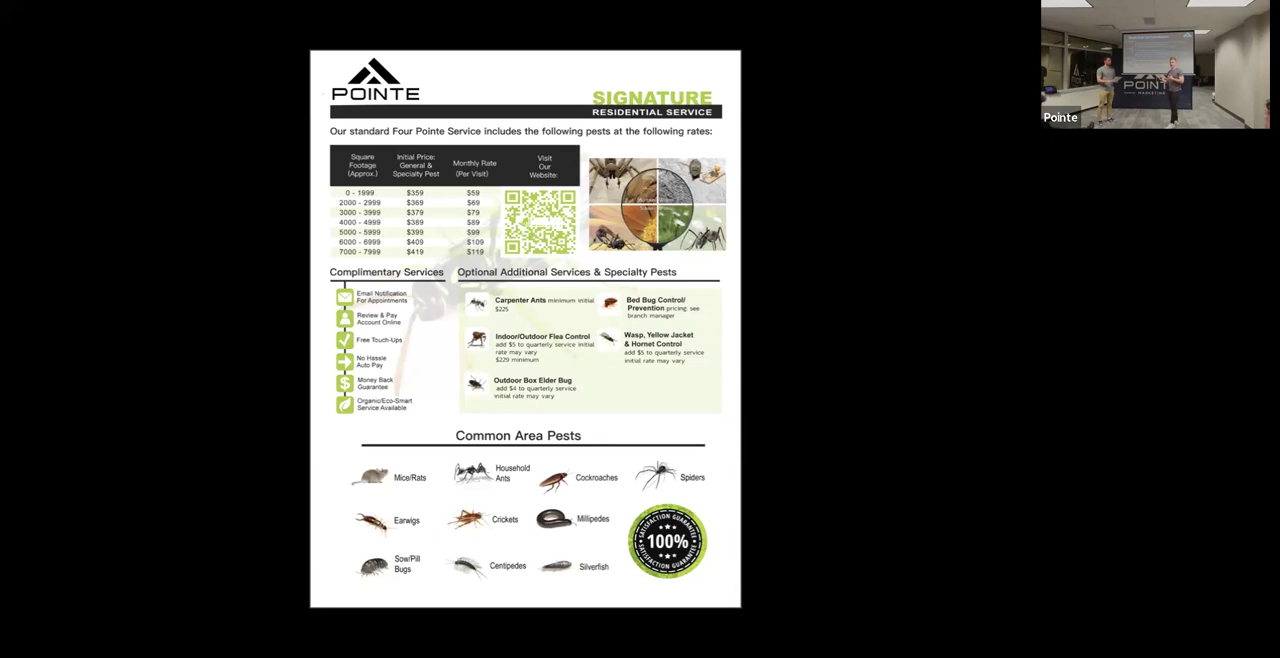 POINTE
SIGNATURE
RESIDENTIAL SERVICE
Our standard Four Pointe Service includes the following pests at the following rates:
Square Footage (Approx.) Initial Price: General & Specialty Pest Monthly Rate (Per Visit) Visit Our Website:
0 - 1999 $359 $59
2000 - 2999 $369 $69
3000 - 3999 $379 $79
4000 - 4999 $389 $89
5000 - 5999 $399 $99
6000 - 6999 $409 $109
7000 - 7999 $419 $119
Complimentary Services
Email Notification
For Appointments
Review & Pay
Account Online
Free Touch-Ups
No Hassle
Auto Pay
Money Back
Guarantee
Organic/Eco-Smart
Service Available
Optional Additional Services & Specialty Pests
Carpenter Ants minimum initial
$225
Bed Bug Control/
Prevention pricing: see
branch manager
Indoor/Outdoor Flea Control
add $5 to quarterly service initial
rate may vary
$229 minimum
Wasp, Yellow Jacket
& Hornet Control
add $5 to quarterly service
initial rate may vary
Outdoor Box Elder Bug
add $4 to quarterly service
initial rate may vary
Common Area Pests
Mice/Rats
Household
Ants
Cockroaches
Spiders
Earwigs
Crickets
Millipedes
Sow/Pill
Bugs
Centipedes
Silverfish
SATISFACTION GUARANTEE
100%
SATISFACTION GUARANTEE
POINTE
MARKETING
Pointe